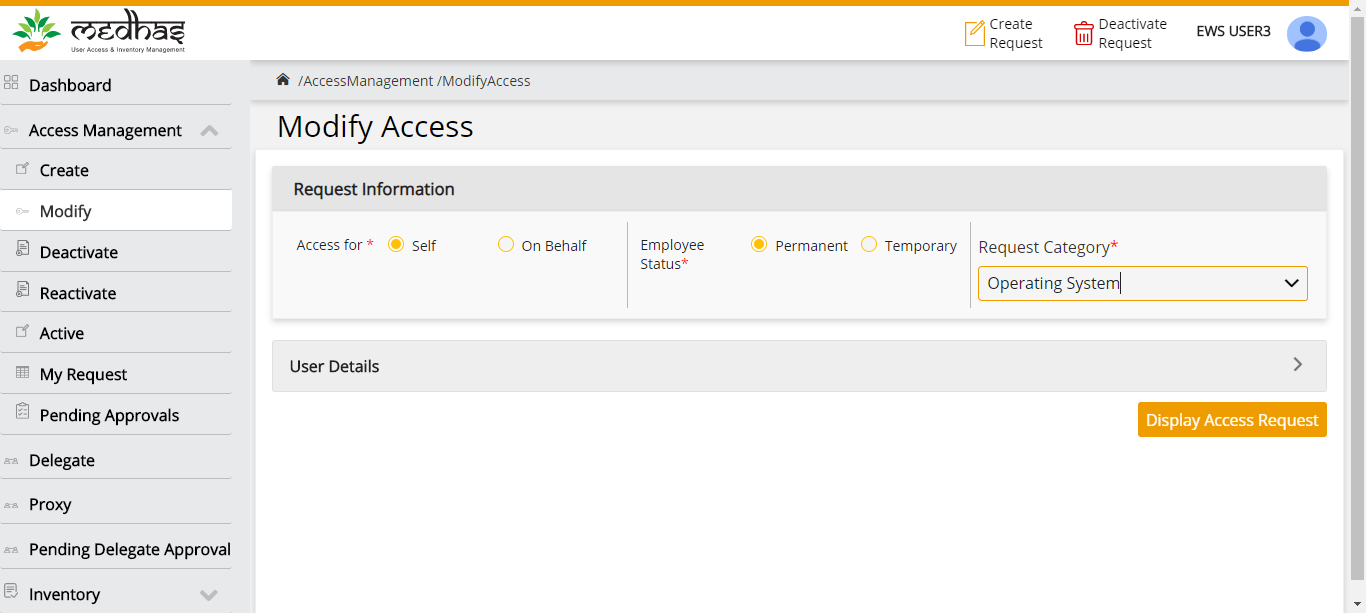 medhas
User Access & Inventory Management
Create
Request
Deactivate
Request
EWS USER3
Dashboard
Access Management
Create
Modify
Deactivate
Reactivate
Active
My Request
Pending Approvals
Delegate
Proxy
Pending Delegate Approval
Inventory
/AccessManagement /ModifyAccess
Modify Access
Request Information
Access for * Self On Behalf
Employee
Status*
Permanent Temporary
Request Category*
Operating System
User Details
Display Access Request